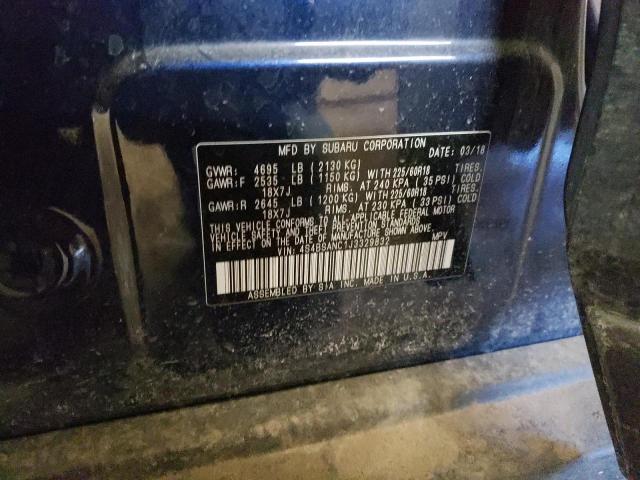 MFD BY SUBARU CORPORATION DATE: 03/18
GVWR: 4695 LB (2130 KG)
GAWR:F 2535 LB (1150 KG) WITH 225/60R18 TIRES.
18X7J RIMS. AT 240 KPA (35 PSI) COLD
GAWR:R 2645 LB (1200 KG) WITH 225/60R18 TIRES.
18X7J RIMS. AT 230 KPA (33 PSI) COLD
THIS VEHICLE CONFORMS TO ALL APPLICABLE FEDERAL MOTOR
VEHICLE SAFETY AND THEFT PREVENTION STANDARDS
IN EFFECT ON THE DATE OF MANUFACTURE SHOWN ABOVE.
VIN: 4S4BSANC1J3329832 MPV
ASSEMBLED BY SIA INC. MADE IN U.S.A.